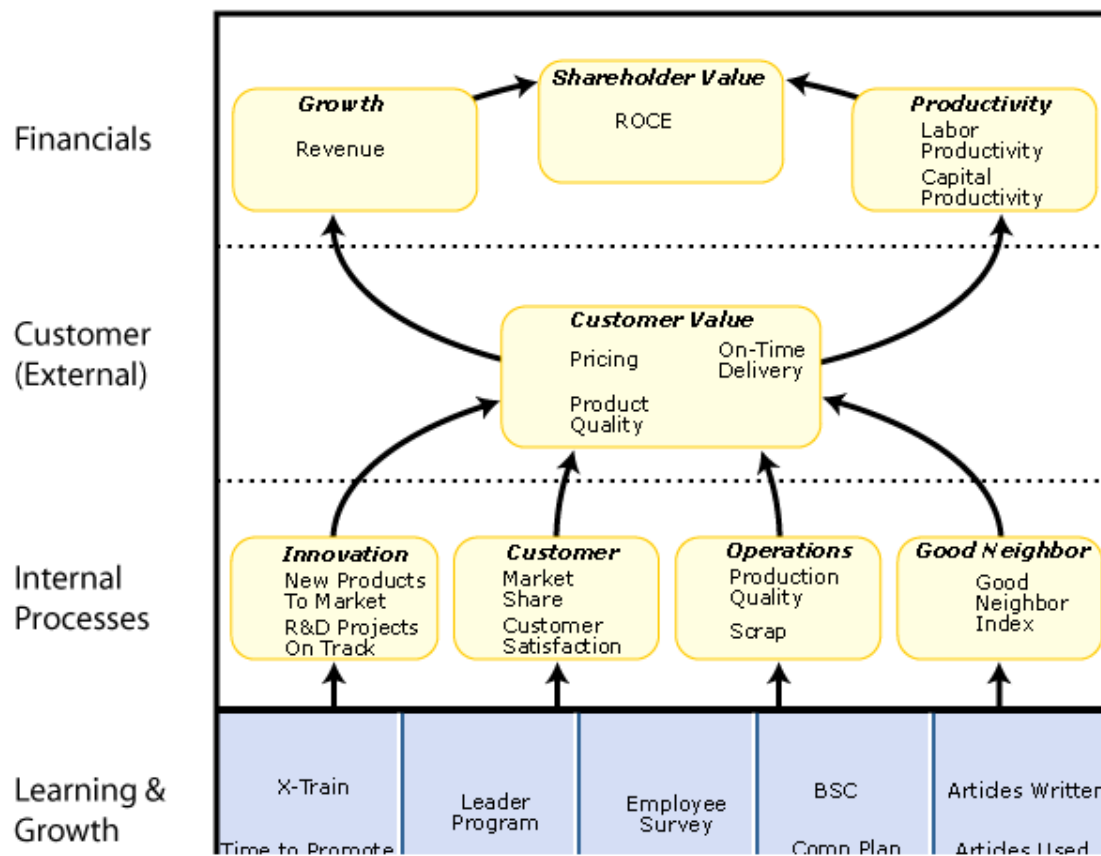 Financials
Growth
Revenue
Shareholder Value
ROCE
Productivity
Labor
Productivity
Capital
Productivity
Customer
(External)
Customer Value
Pricing
On-Time
Delivery
Product
Quality
Internal
Processes
Innovation
New Products
To Market
R&D Projects
On Track
Customer
Market
Share
Customer
Satisfaction
Operations
Production
Quality
Scrap
Good Neighbor
Good
Neighbor
Index
Learning &
Growth
X-Train
Time to Promote
Leader
Program
Employee
Survey
BSC
Comp Plan
Articles Written
Articles Used